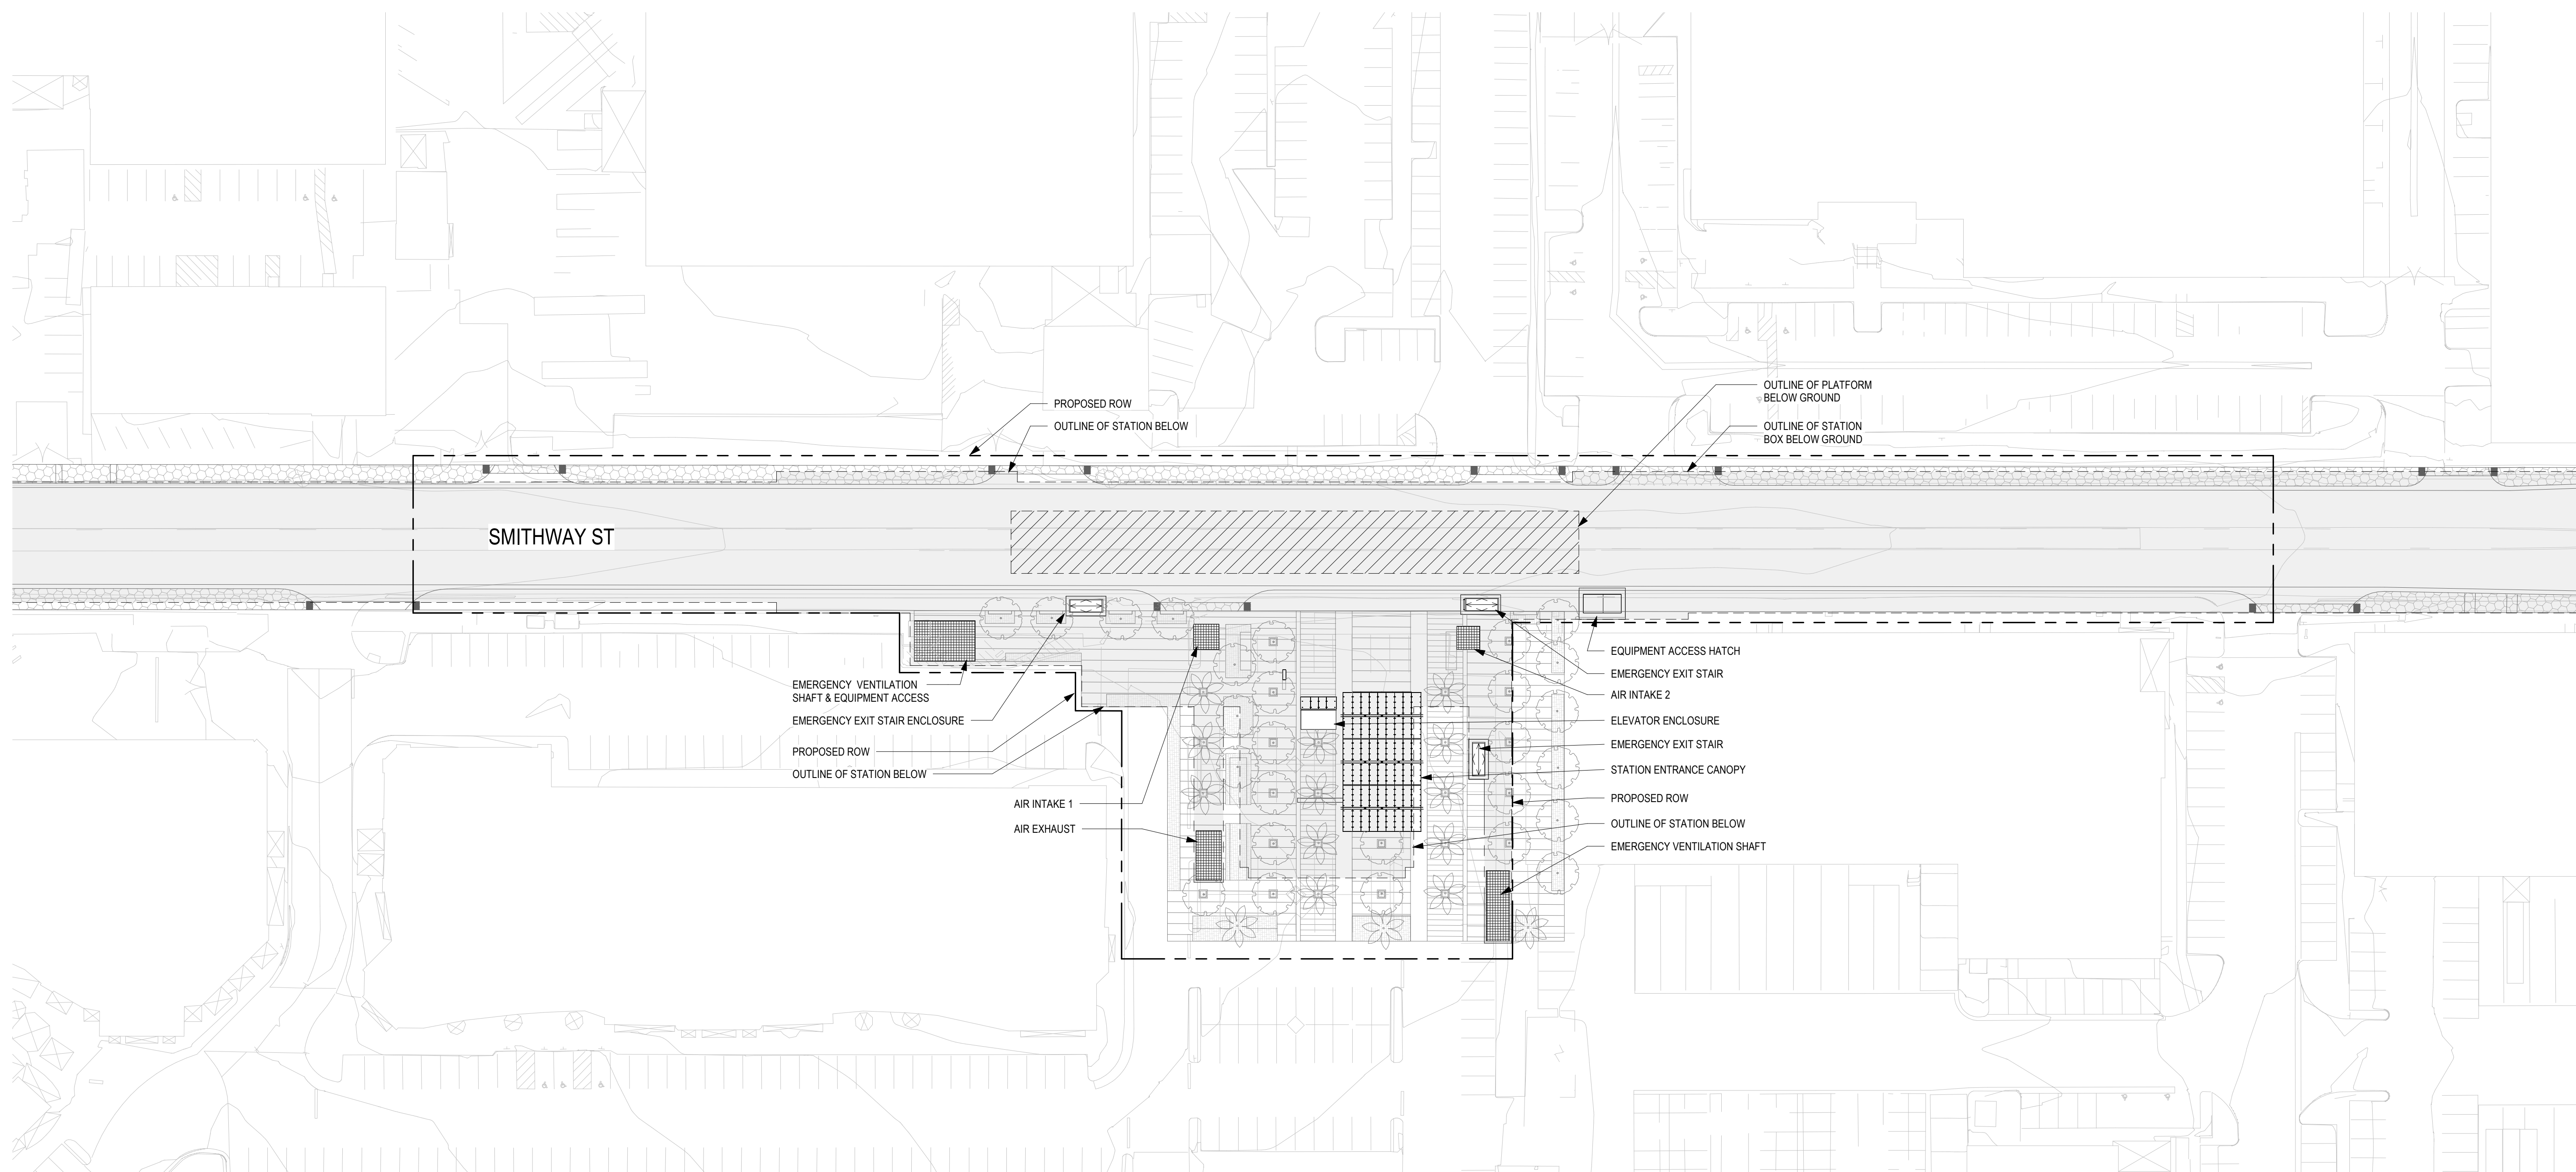 OUTLINE OF PLATFORM
BELOW GROUND
PROPOSED ROW
OUTLINE OF STATION BELOW
OUTLINE OF STATION
BOX BELOW GROUND
SMITHWAY ST
EMERGENCY VENTILATION
SHAFT & EQUIPMENT ACCESS
EMERGENCY EXIT STAIR ENCLOSURE
PROPOSED ROW
OUTLINE OF STATION BELOW
AIR INTAKE 1
AIR EXHAUST
EQUIPMENT ACCESS HATCH
EMERGENCY EXIT STAIR
AIR INTAKE 2
ELEVATOR ENCLOSURE
EMERGENCY EXIT STAIR
STATION ENTRANCE CANOPY
PROPOSED ROW
OUTLINE OF STATION BELOW
EMERGENCY VENTILATION SHAFT